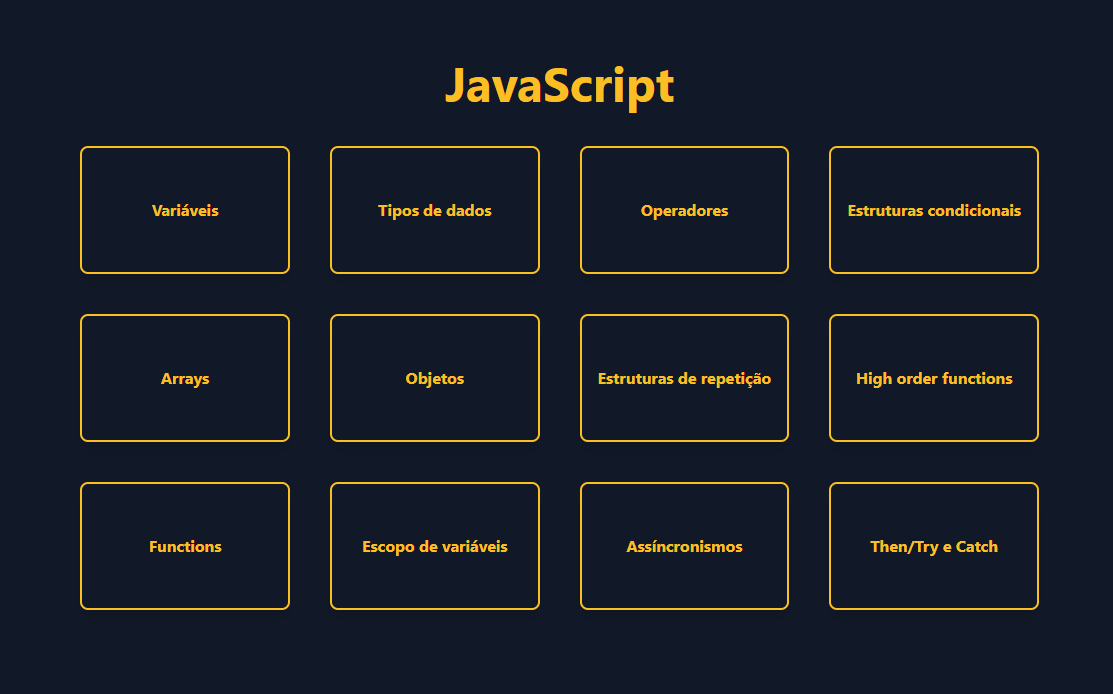 JavaScript
Variáveis
Tipos de dados
Operadores
Estruturas condicionais
Arrays
Objetos
Estruturas de repetição
High order functions
Functions
Escopo de variáveis
Assíncronismos
Then/Try e Catch